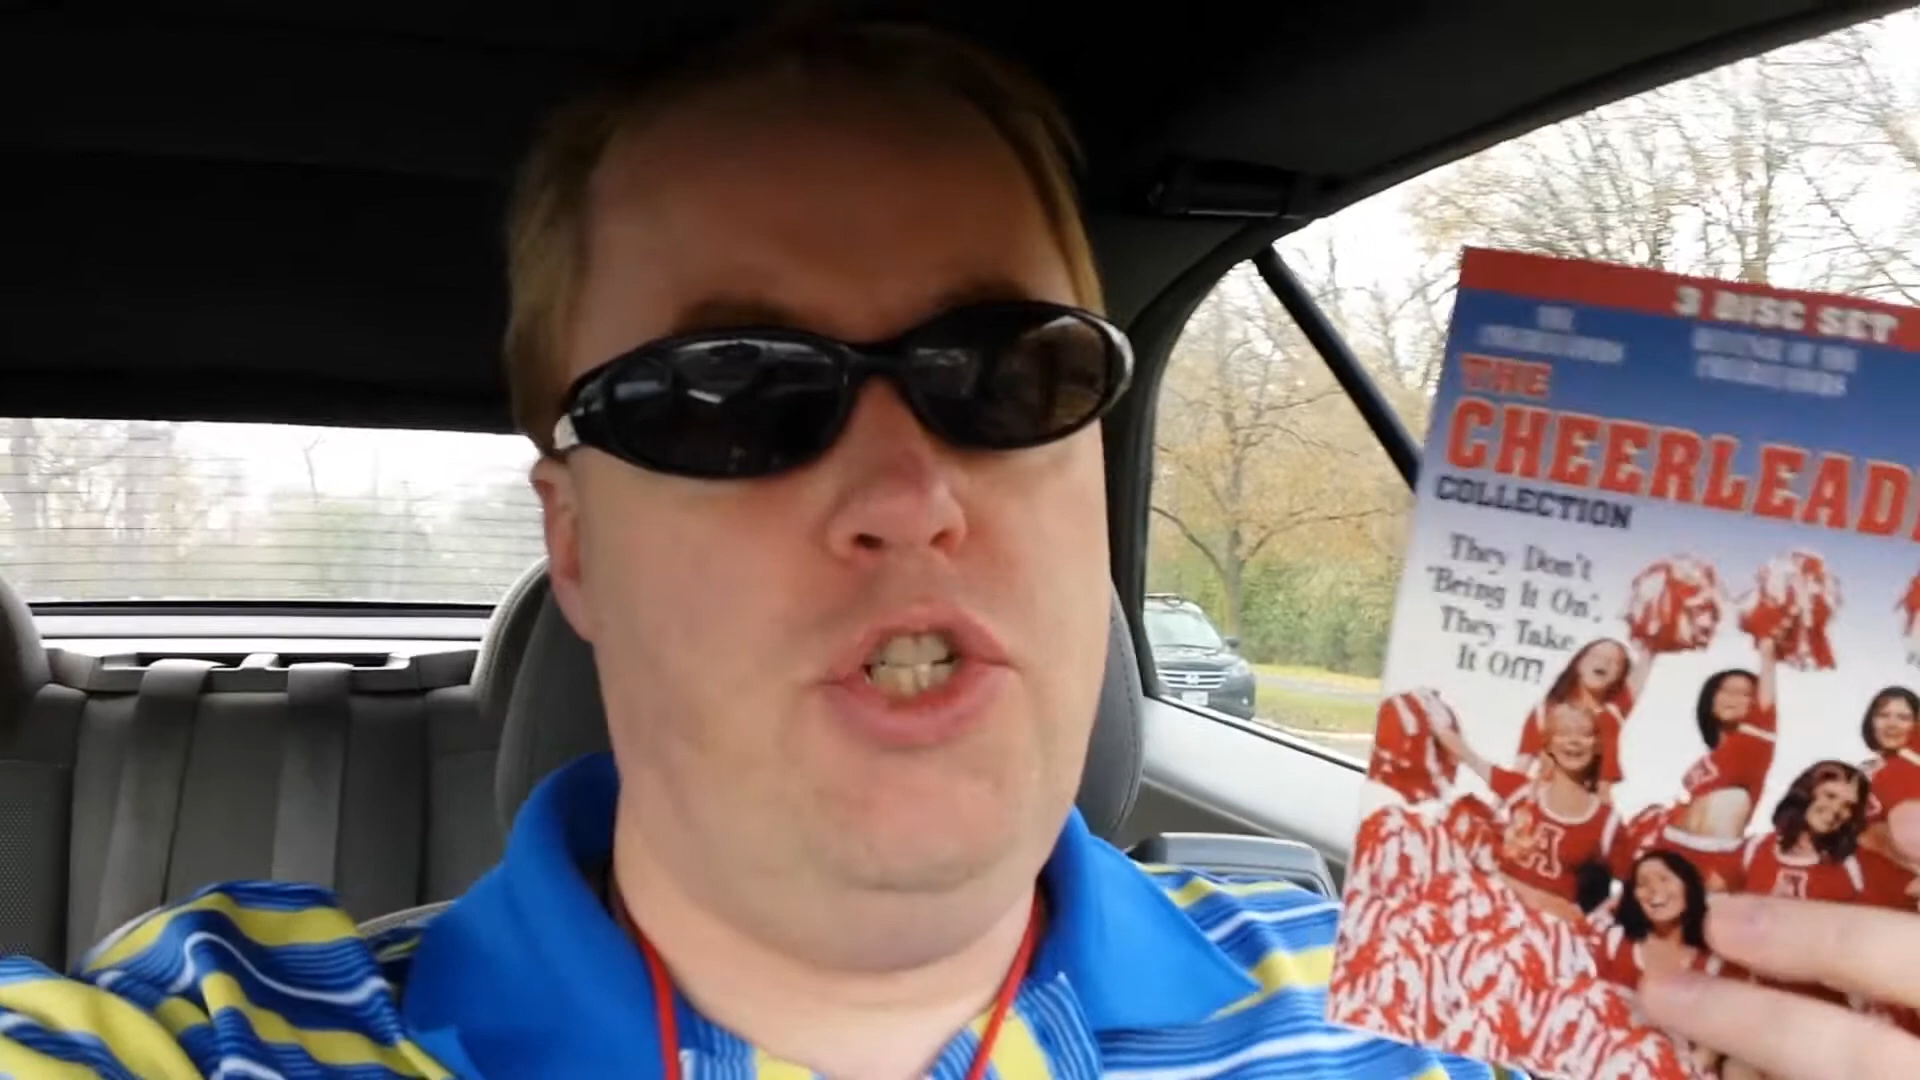 3 DISC SET
THE
CHEERLEAD
COLLECTION
They Don't
"Bring It On",
They Take
It Off!
A
A